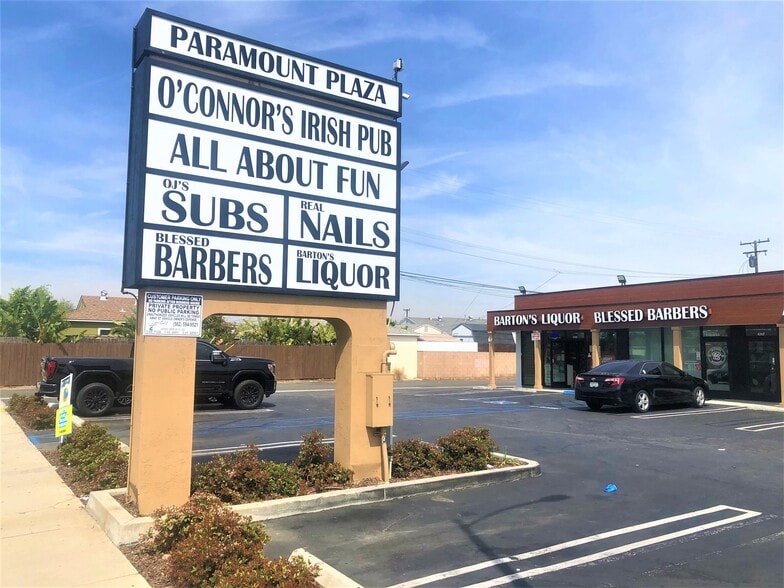 PARAMOUNT PLAZA
O'CONNOR'S IRISH PUB
ALL ABOUT FUN
OJ'S
SUBS
REAL
NAILS
BLESSED
BARBERS
BARTON'S
LIQUOR
CUSTOMER PARKING ONLY
PRIVATE PROPERTY
NO PUBLIC PARKING
BARTON'S LIQUOR
BLESSED BARBERS